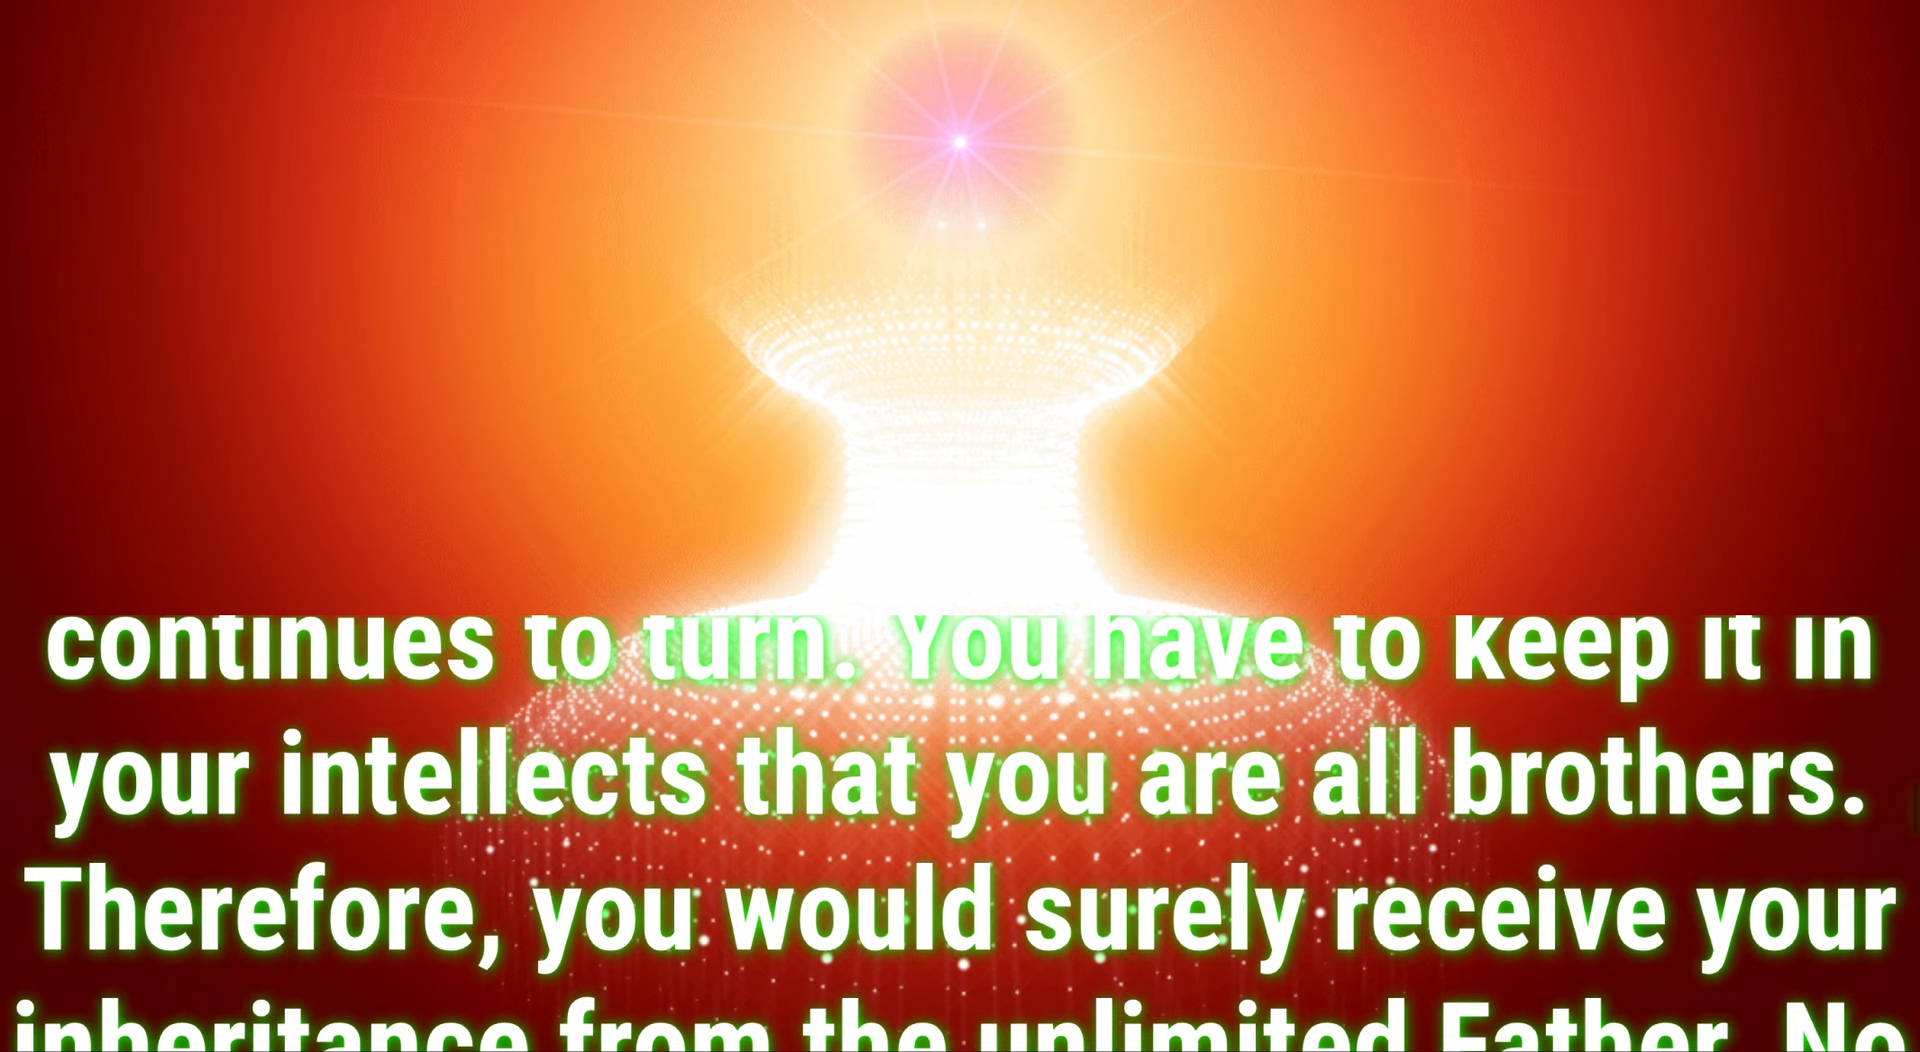 continues to turn. You have to keep it in
your intellects that you are all brothers.
Therefore, you would surely receive your
inheritance from the unlimited Father. No